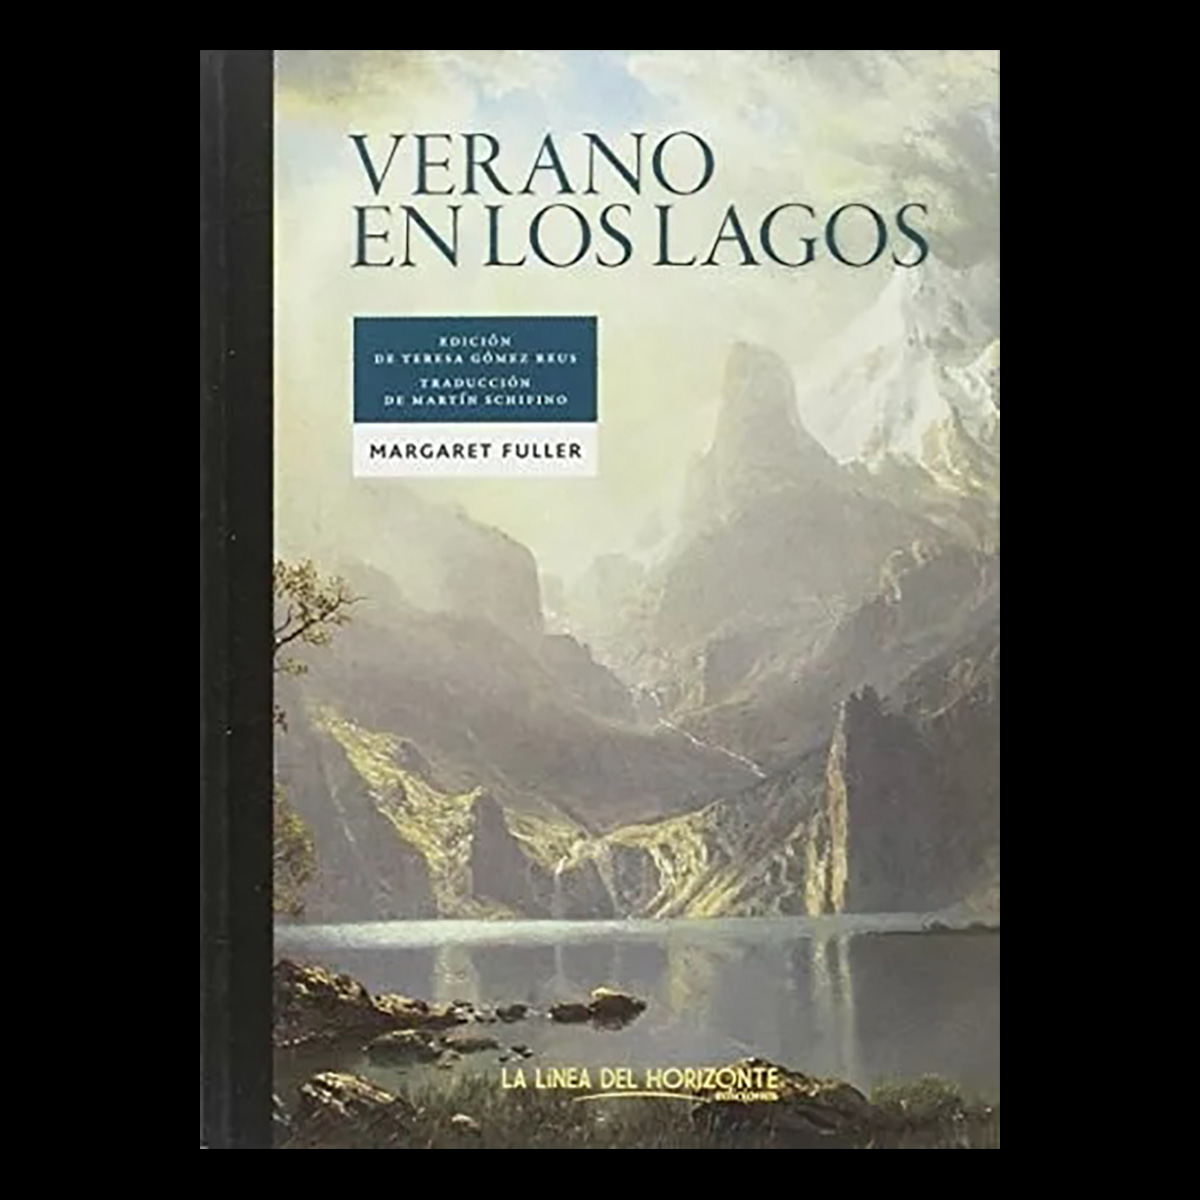 VERANO
EN LOS LAGOS
EDICIÓN
DE TERESA GÓMEZ REUS
TRADUCCIÓN
DE MARTÍN SCHIFINO
MARGARET FULLER
LA LÍNEA DEL HORIZONTE
ediciones